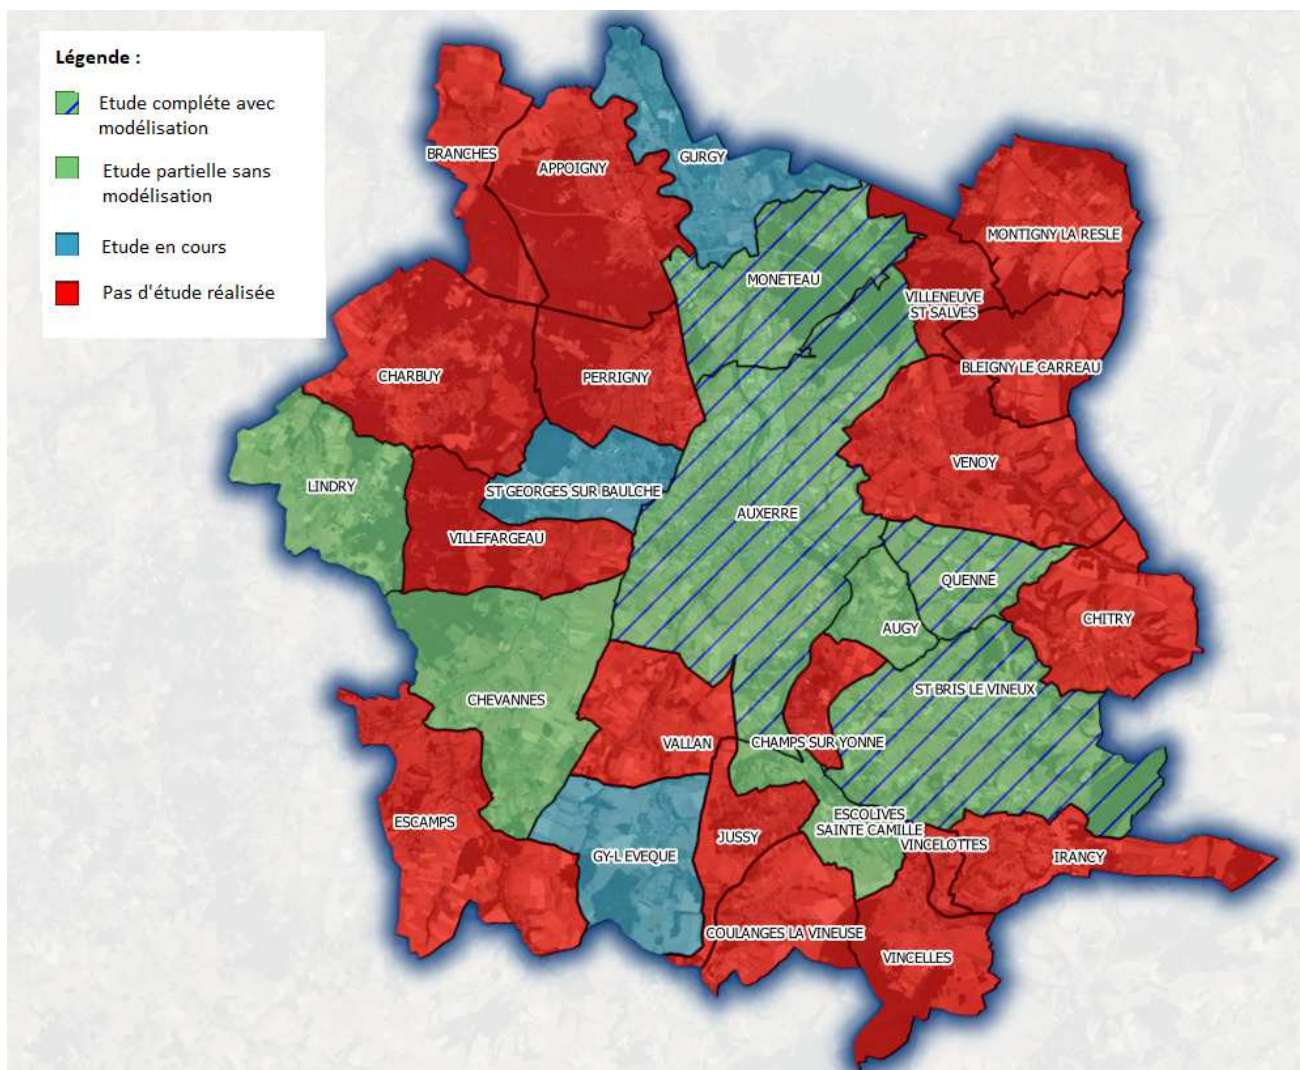 Légende :
Etude compléte avec
modélisation
Etude partielle sans
modélisation
Etude en cours
Pas d'étude réalisée
BRANCHES
APPOIGNY
GURGY
MONTIGNY LA RESLE
MONETEAU
VILLENEUVE
ST SALVES
BLEIGNY LE CARREAU
CHARBUY
PERRIGNY
VENOY
LINDRY
ST GEORGES SUR BAULCHE
AUXERRE
VILLEFARGEAU
QUENNE
CHITRY
AUGY
ST BRIS LE VINEUX
CHEVANNES
VALLAN
CHAMPS SUR YONNE
ESCAMPS
ESCOLIVES
SAINTE CAMILLE
JUSSY
VINCELOTTES
GY-L EVEQUE
IRANCY
COULANGES LA VINEUSE
VINCELLES